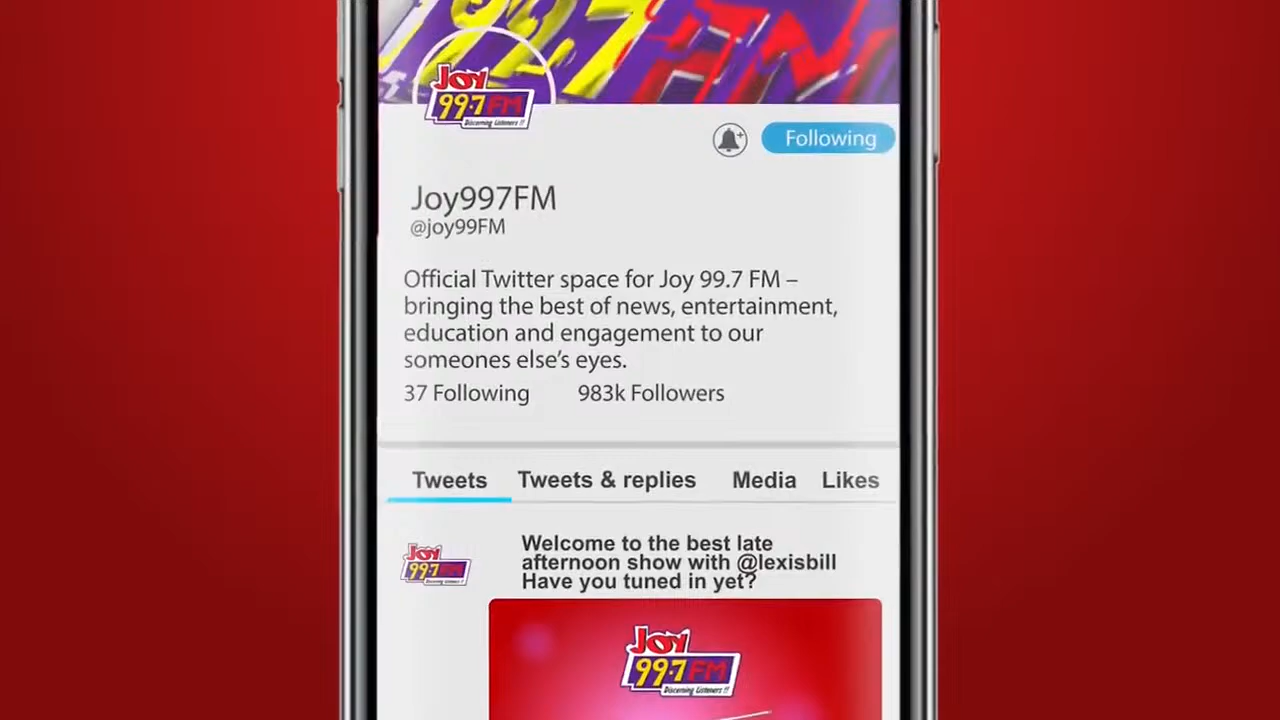 99.7 FM
Joy
99.7 FM
Discerning Listeners !!
Following
Joy997FM
@joy99FM
Official Twitter space for Joy 99.7 FM –
bringing the best of news, entertainment,
education and engagement to our
someones else’s eyes.
37 Following 983k Followers
Tweets Tweets & replies Media Likes
Joy
99.7 FM
Discerning Listeners !!
Welcome to the best late
afternoon show with @lexisbill
Have you tuned in yet?
Joy
99.7 FM
Discerning Listeners !!